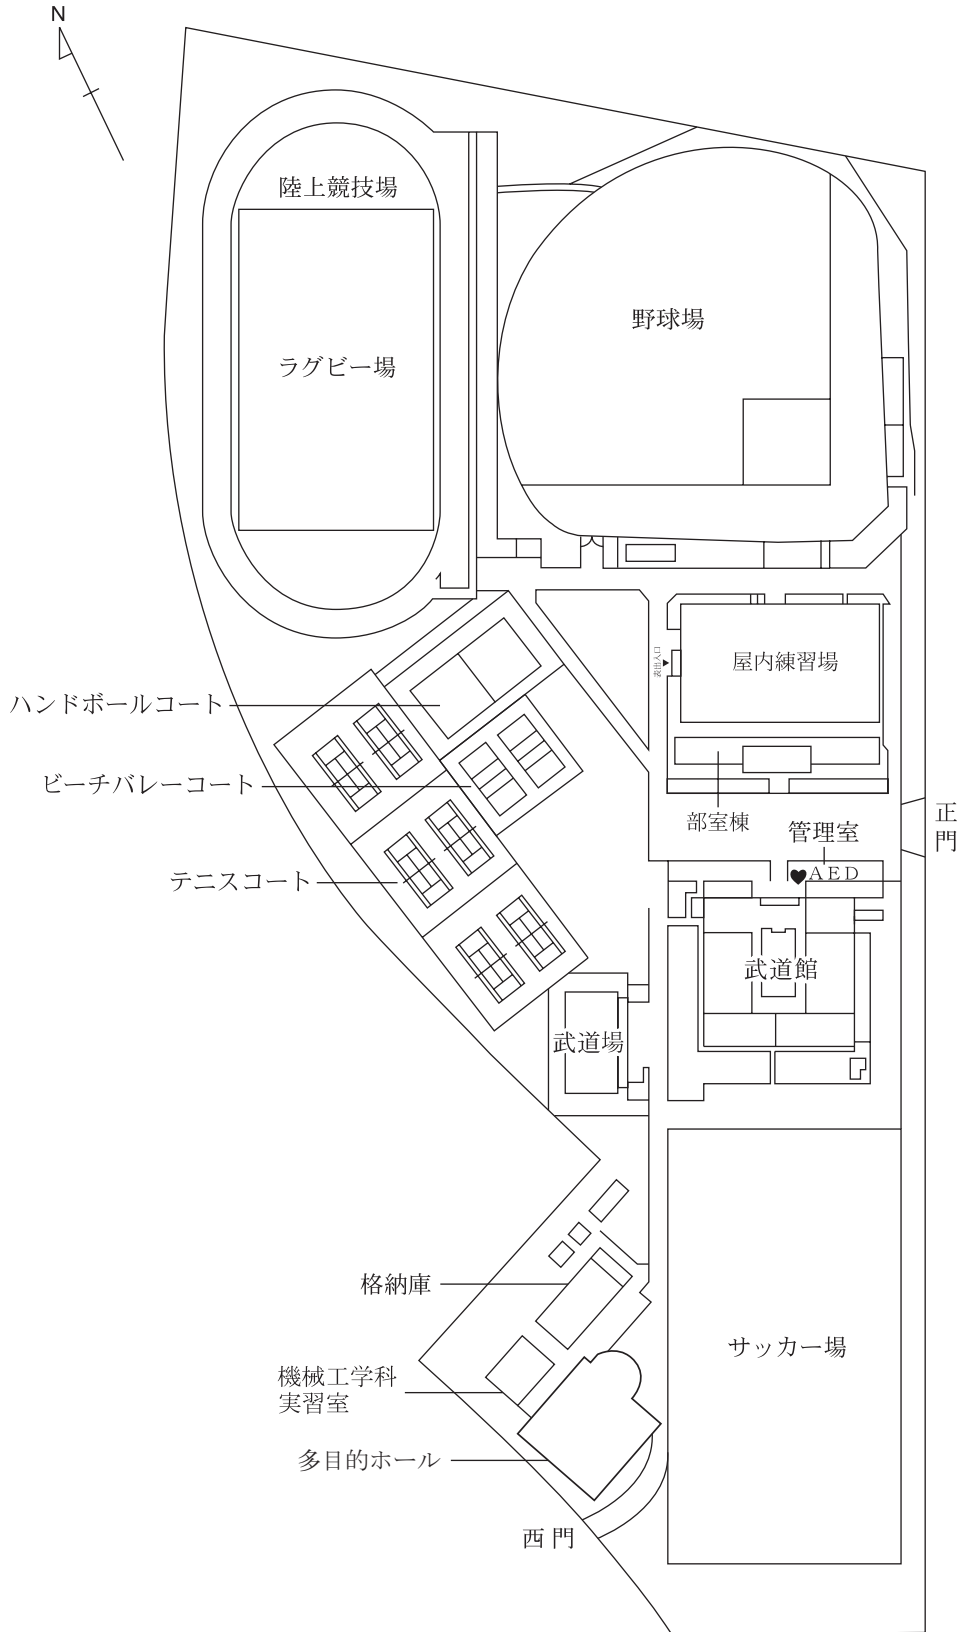 N
陸上競技場
野球場
ラグビー場
表出入口
屋内練習場
ハンドボールコート
ビーチバレーコート
部室棟
管理室
正門
テニスコート
AED
武道館
武道場
格納庫
サッカー場
機械工学科
実習室
多目的ホール
西門